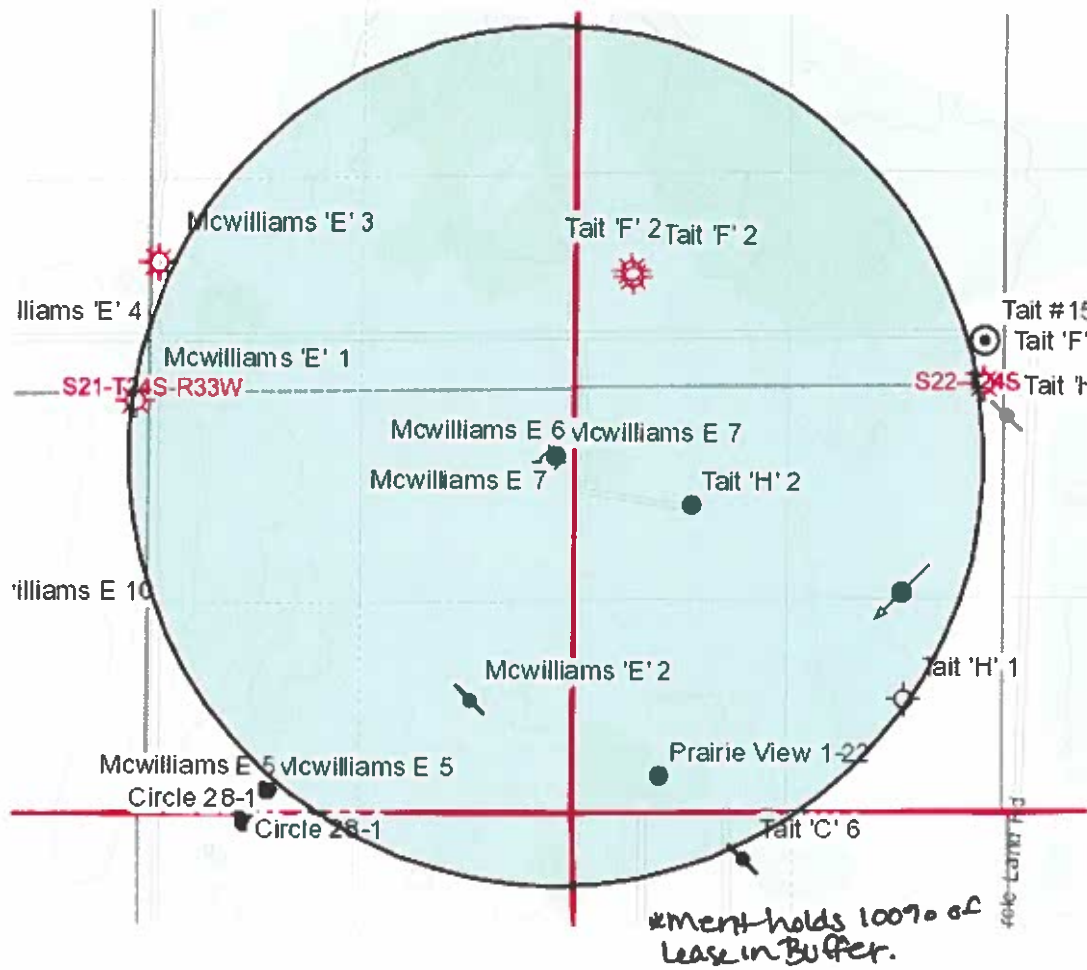 Mcwilliams 'E' 3
Tait 'F' 2 Tait 'F' 2
lliams 'E' 4
Tait #15
Tait 'F'
Mcwilliams 'E' 1
S21-T24S-R33W
S22-T24S Tait 'H
Mcwilliams E 6 Mcwilliams E 7
Mcwilliams E 7
Tait 'H' 2
illiams E 10
Mcwilliams 'E' 2
Tait 'H' 1
Prairie View 1-22
Mcwilliams E 5 Mcwilliams E 5
Circle 28-1
Circle 28-1
Tait 'C' 6
Land Rd
*Merit holds 100% of
Lease in Buffer.